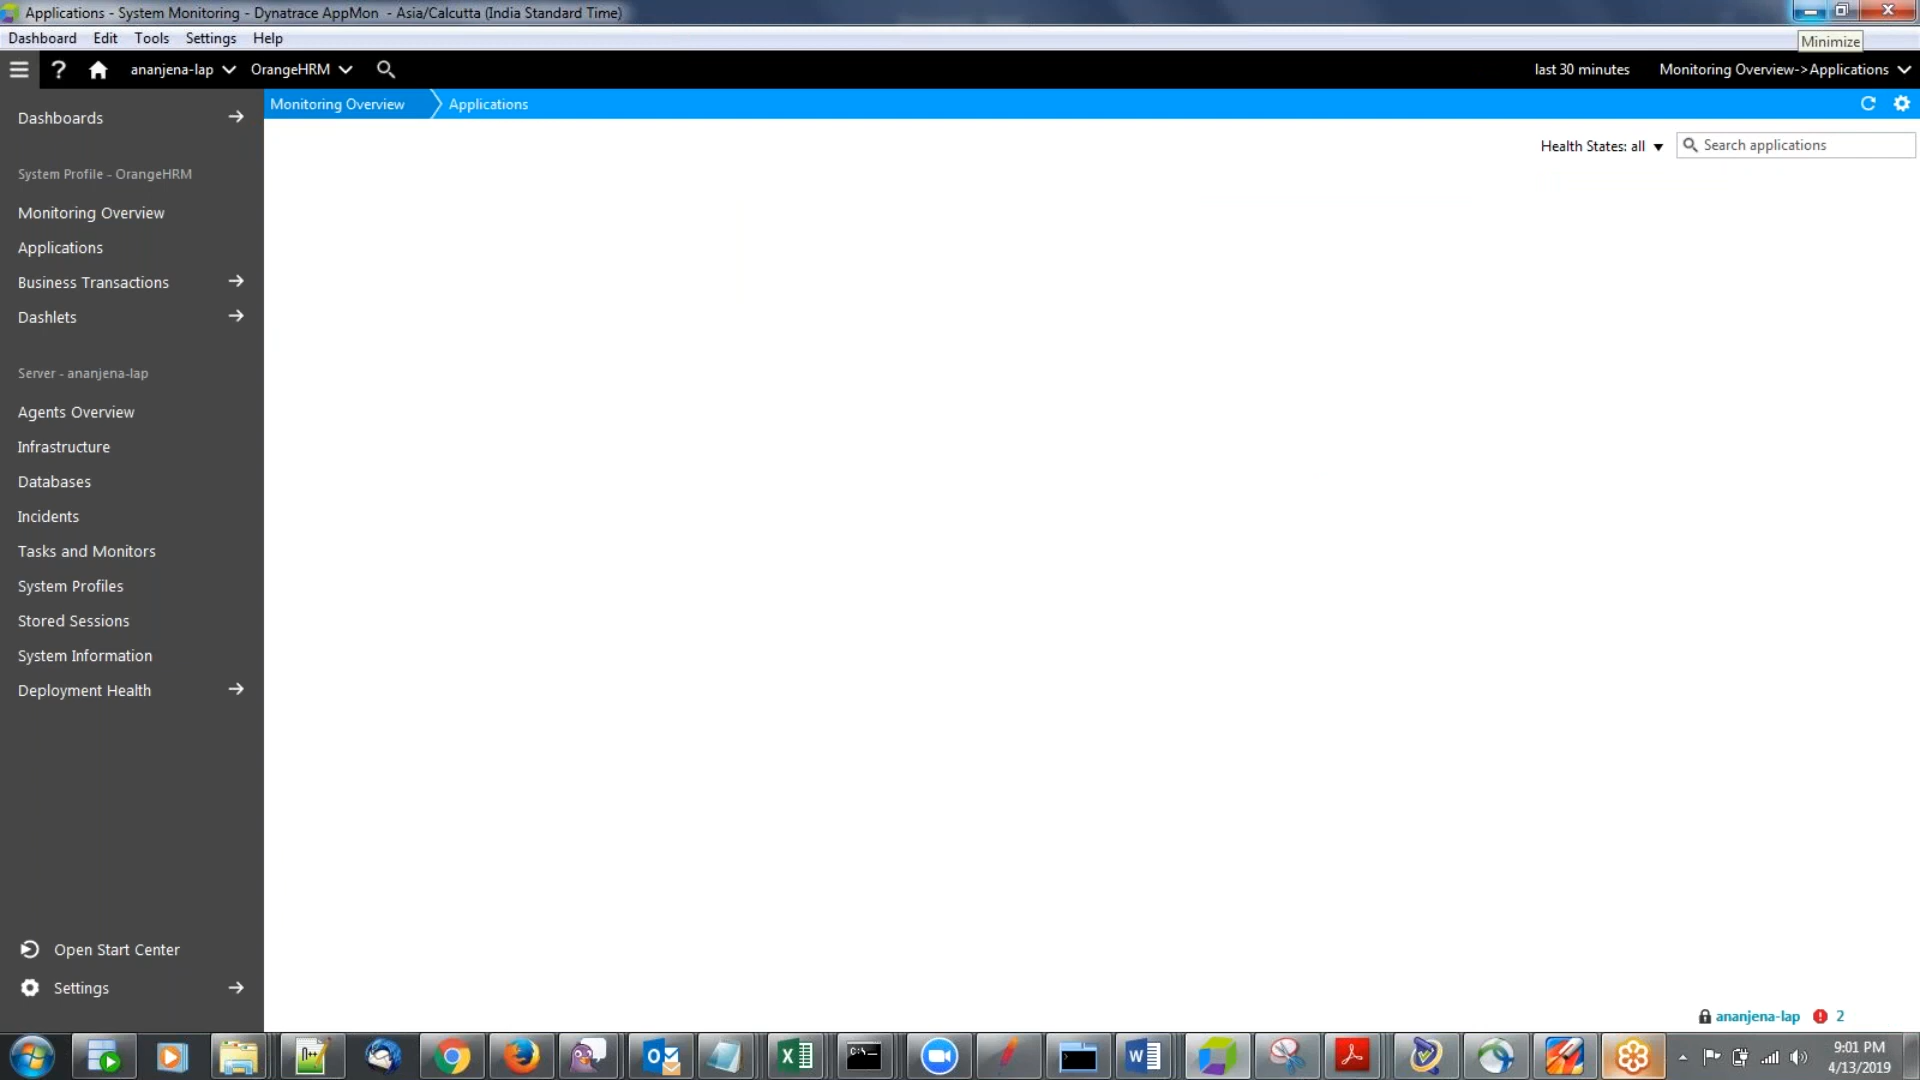 Applications - System Monitoring - Dynatrace AppMon - Asia/Calcutta (India Standard Time)
Dashboard Edit Tools Settings Help
Minimize
? ananjena-lap OrangeHRM last 30 minutes Monitoring Overview->Applications
Monitoring Overview Applications
Health States: all Search applications
Dashboards
System Profile - OrangeHRM
Monitoring Overview
Applications
Business Transactions
Dashlets
Server - ananjena-lap
Agents Overview
Infrastructure
Databases
Incidents
Tasks and Monitors
System Profiles
Stored Sessions
System Information
Deployment Health
Open Start Center
Settings
ananjena-lap 2
9:01 PM
4/13/2019